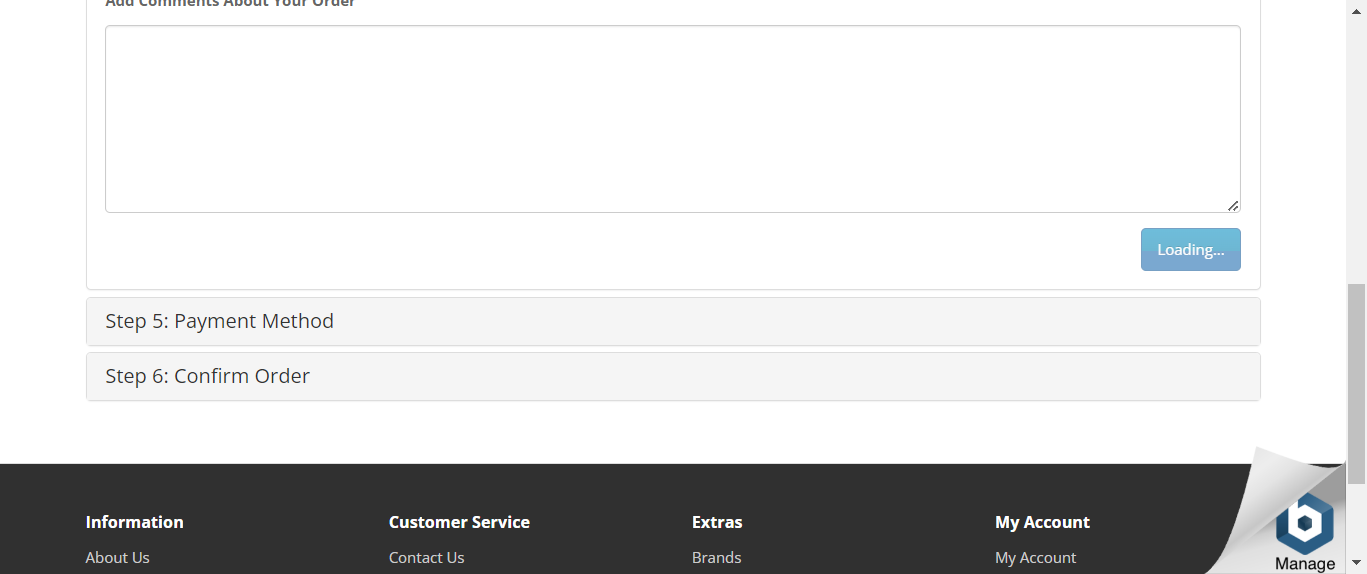 Add Comments About Your Order
Loading...
Step 5: Payment Method
Step 6: Confirm Order
Information Customer Service Extras My Account
About Us Contact Us Brands My Account
Manage